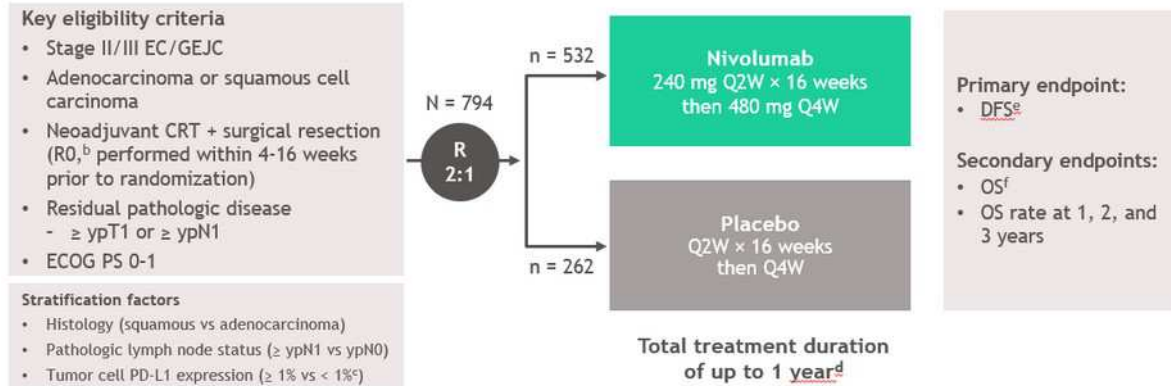 Key eligibility criteria
• Stage II/III EC/GEJC
• Adenocarcinoma or squamous cell
carcinoma
• Neoadjuvant CRT + surgical resection
(R0,ᵇ performed within 4-16 weeks
prior to randomization)
• Residual pathologic disease
- ≥ ypT1 or ≥ ypN1
• ECOG PS 0-1
Stratification factors
• Histology (squamous vs adenocarcinoma)
• Pathologic lymph node status (≥ ypN1 vs ypN0)
• Tumor cell PD-L1 expression (≥ 1% vs < 1%ᶜ)
N = 794
R
2:1
n = 532
n = 262
Nivolumab
240 mg Q2W × 16 weeks
then 480 mg Q4W
Placebo
Q2W × 16 weeks
then Q4W
Total treatment duration
of up to 1 yearᵈ
Primary endpoint:
• DFSᵉ
Secondary endpoints:
• OSᶠ
• OS rate at 1, 2, and
3 years